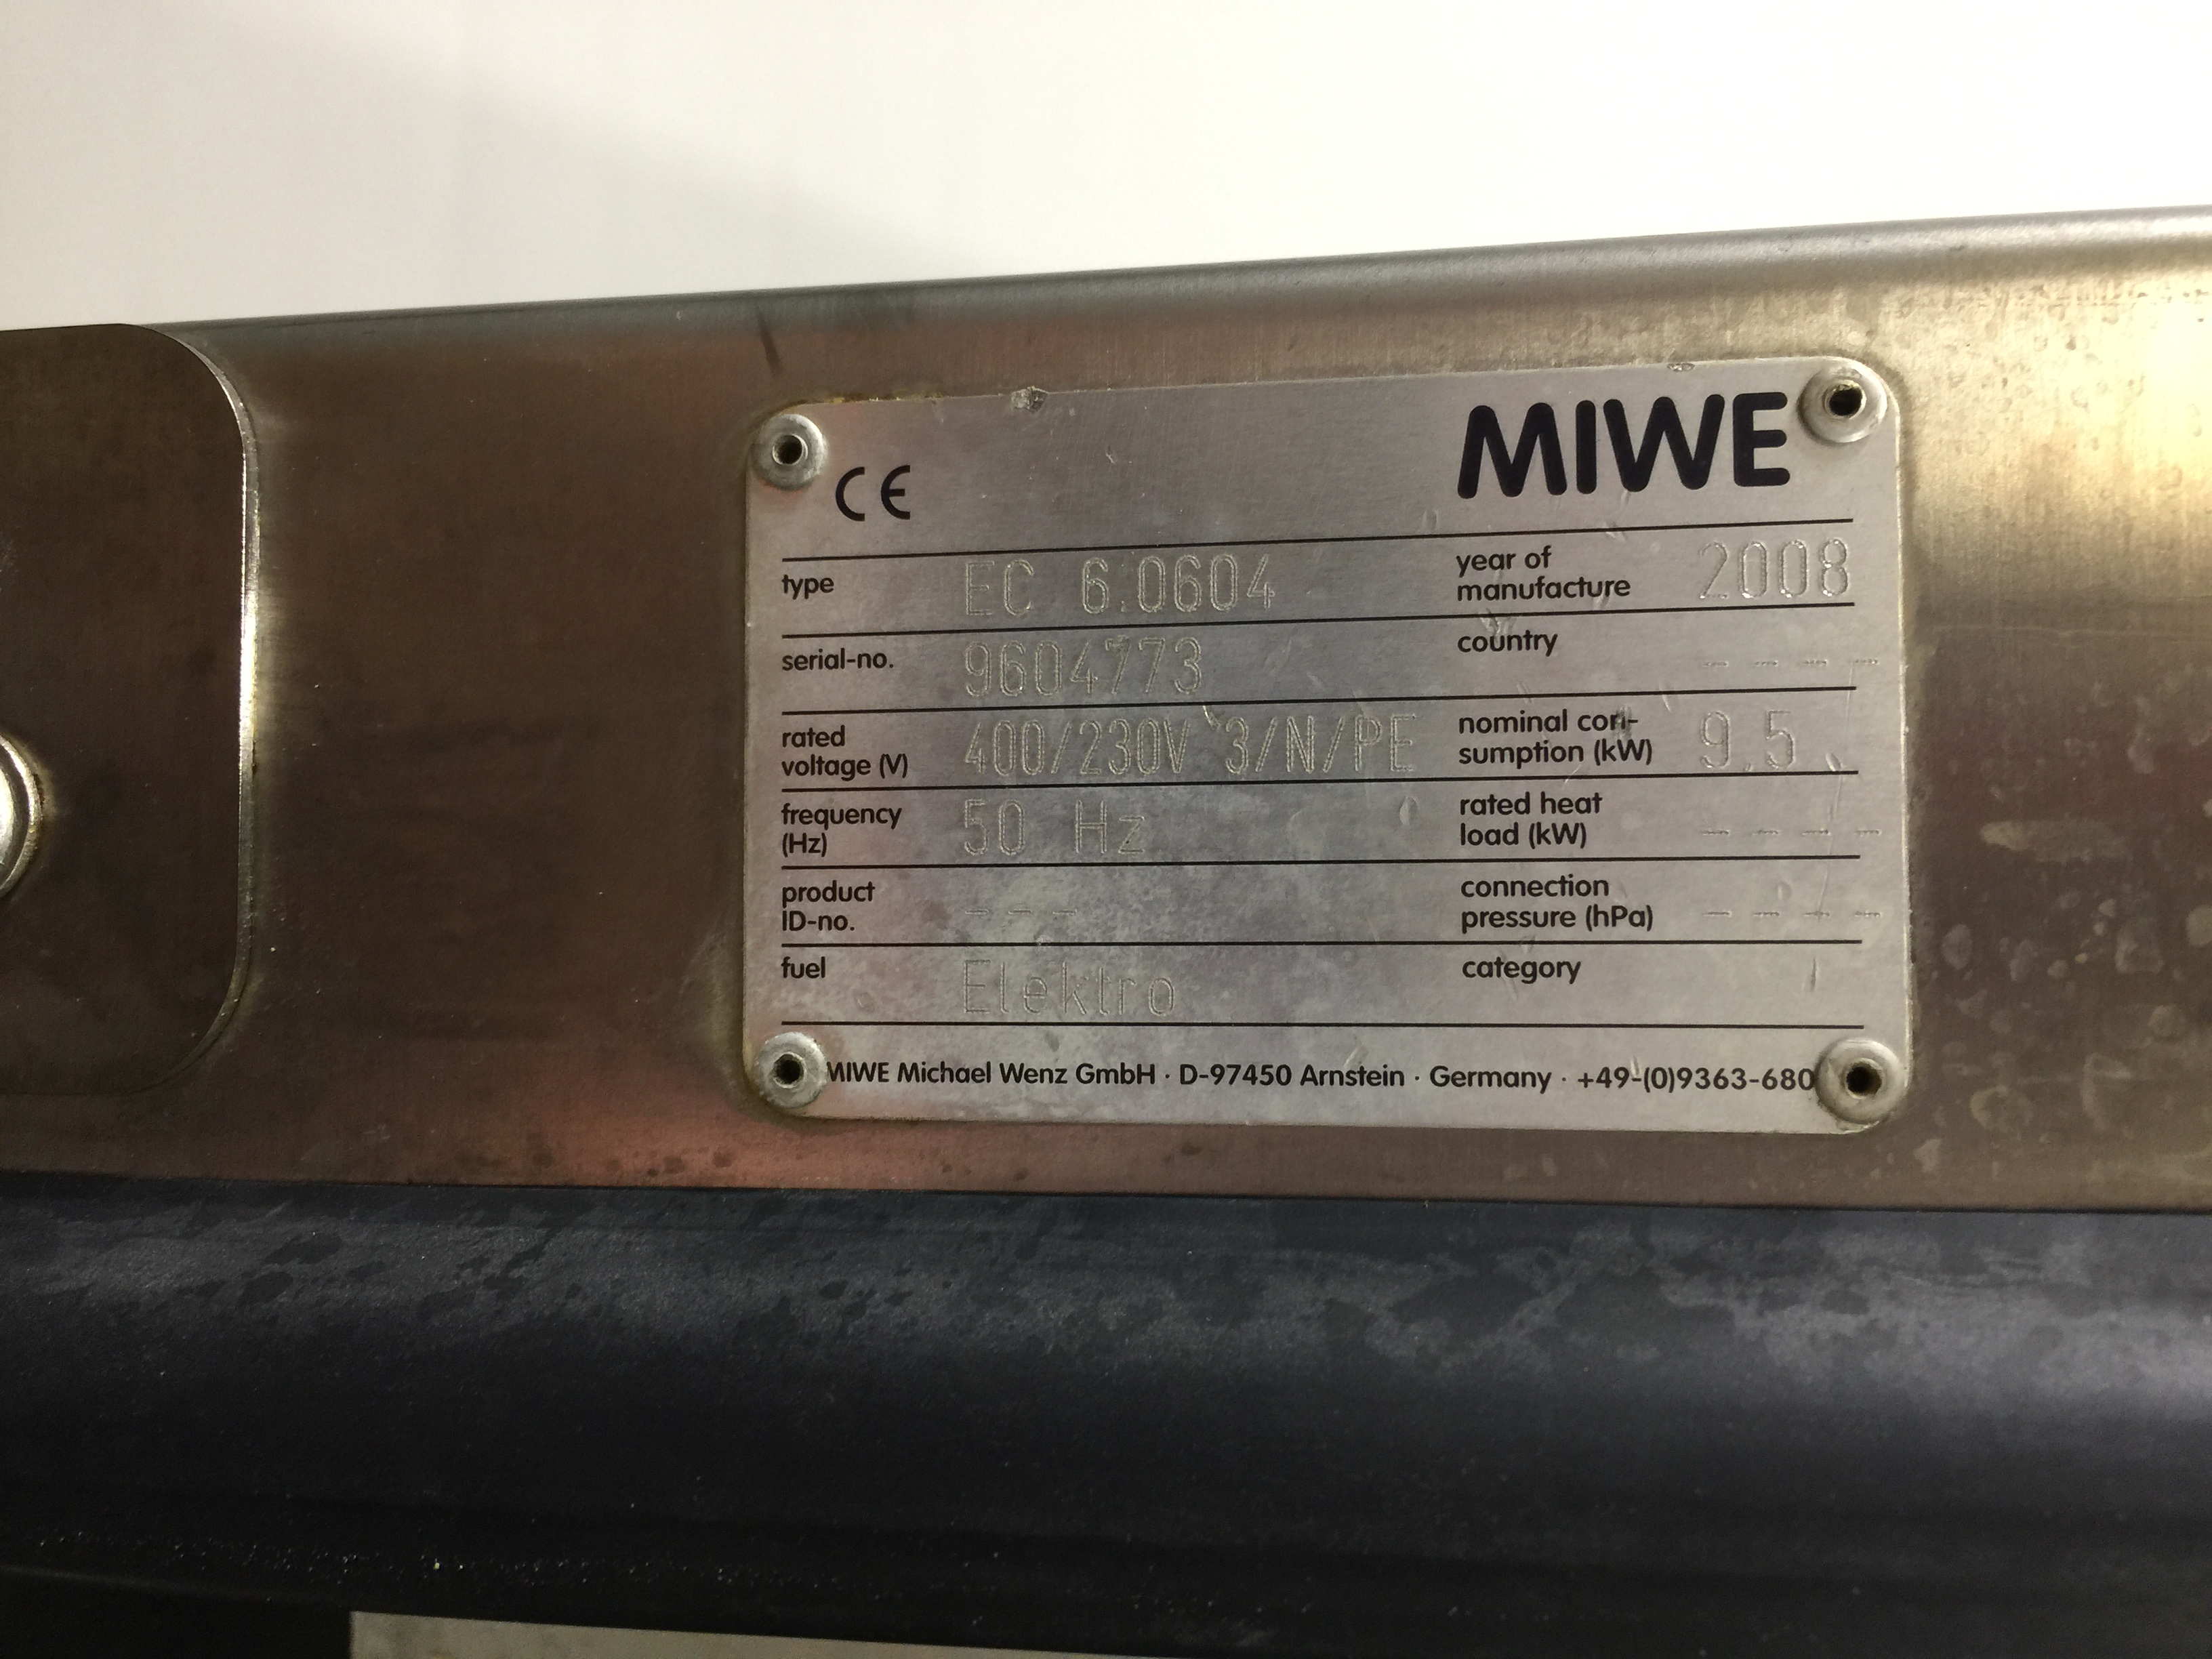 CE
MIWE
type EC 6.0604 year of
manufacture 2008
serial-no. 9604773 country - - - -
rated
voltage (V) 400/230V 3/N/PE nominal con-
sumption (kW) 9.5
frequency
(Hz) 50 Hz rated heat
load (kW) - - - -
product
ID-no. - - - connection
pressure (hPa) - - - -
fuel Elektro category
MIWE Michael Wenz GmbH · D-97450 Arnstein · Germany · +49-(0)9363-680